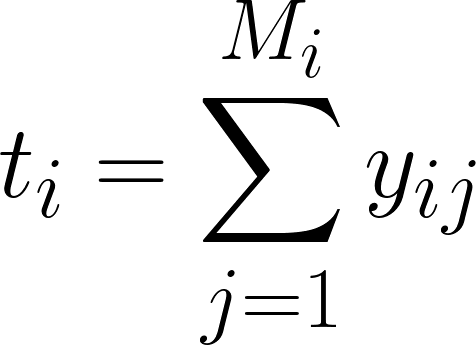 t_i = \sum_{j=1}^{M_i} y_{ij}